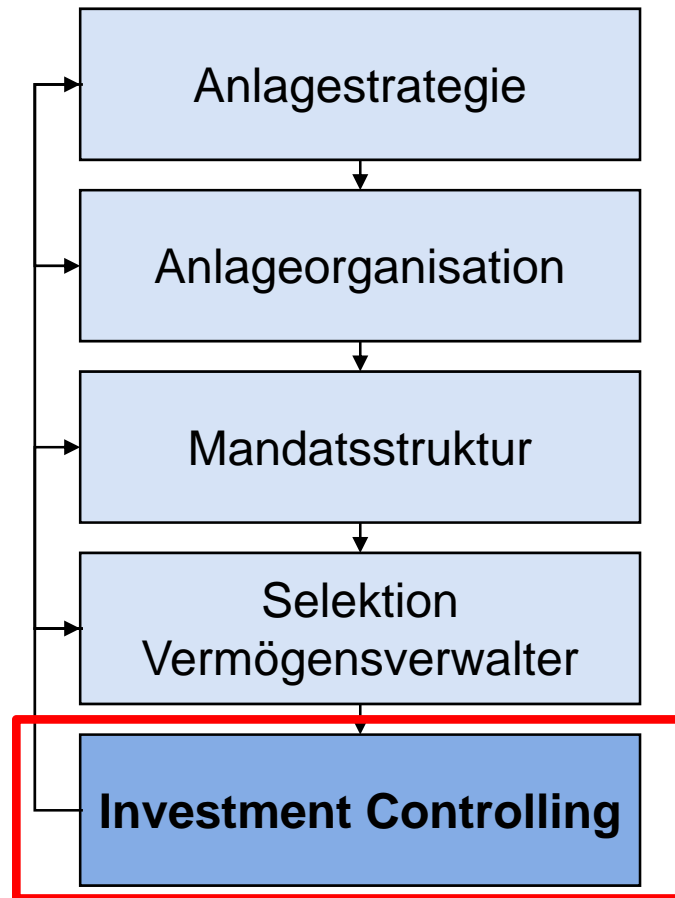 Anlagestrategie
Anlageorganisation
Mandatsstruktur
Selektion
Vermögensverwalter
Investment Controlling